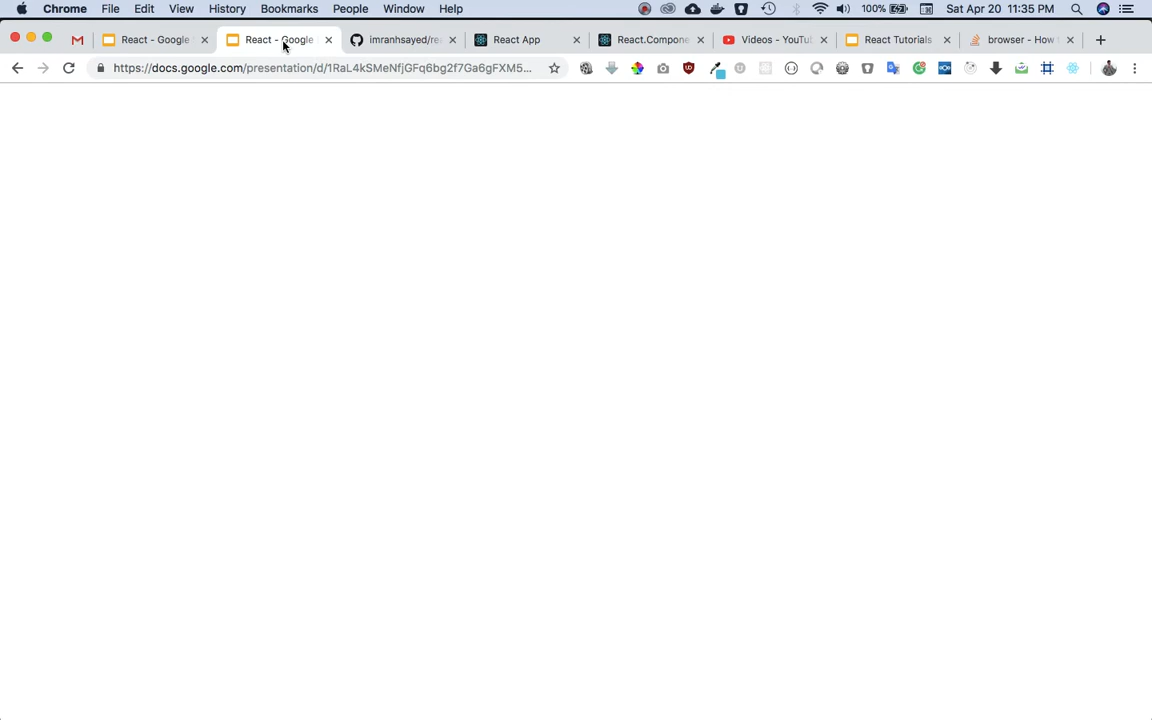 Chrome File Edit View History Bookmarks People Window Help 100% Sat Apr 20 11:35 PM
React - Google React - Google imranhsayed/re React App React.Compone Videos - YouTu React Tutorials browser - How
https://docs.google.com/presentation/d/1RaL4kSMeNfjGFq6bg2f7Ga6gFXM5...